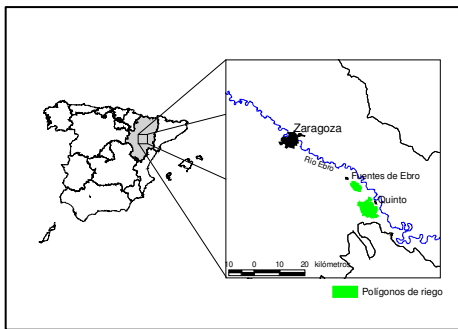 Zaragoza
Río Ebro
Fuentes de Ebro
Quinto
10 0 10 20 kilómetros
Polígonos de riego